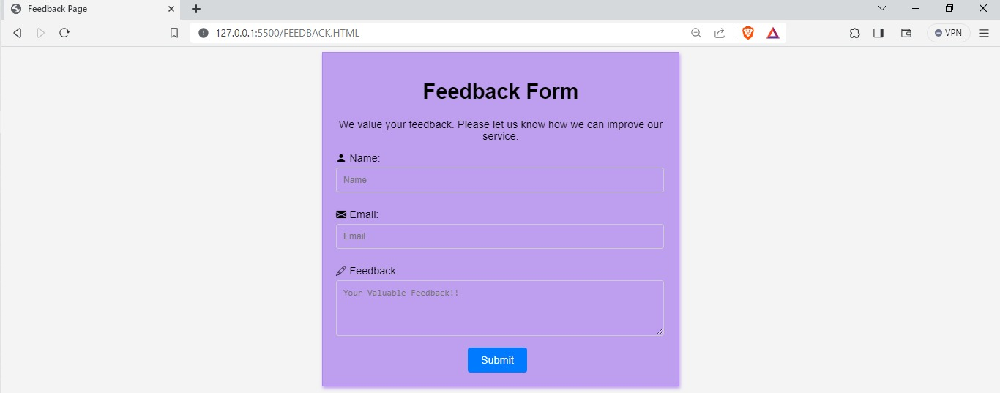 Feedback Page
127.0.0.1:5500/FEEDBACK.HTML
VPN
Feedback Form
We value your feedback. Please let us know how we can improve our
service.
Name:
Name
Email:
Email
Feedback:
Your Valuable Feedback!!
Submit